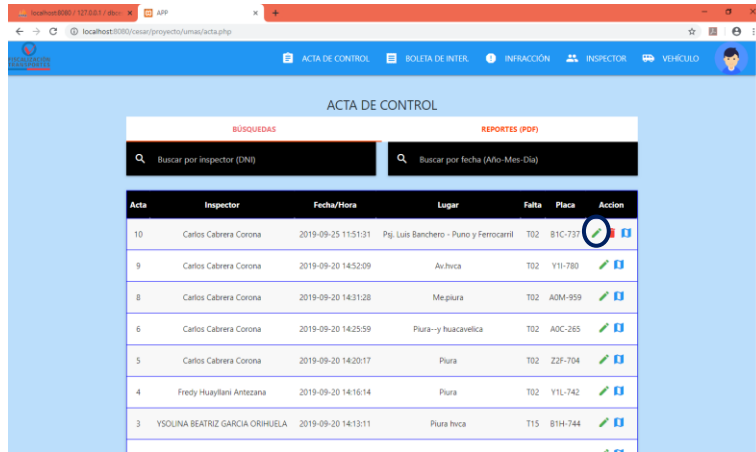 localhost:8080 / 127.0.0.1 / dbco
APP
localhost:8080/cesar/proyecto/urnas/acta.php
FISCALIZACIÓN
TRANSPORTES
ACTA DE CONTROL BOLETA DE INTER. INFRACCIÓN INSPECTOR VEHÍCULO
ACTA DE CONTROL
BÚSQUEDAS REPORTES (PDF)
Buscar por inspector (DNI) Buscar por fecha (Año-Mes-Día)
Acta Inspector Fecha/Hora Lugar Falta Placa Accion
10 Carlos Cabrera Corona 2019-09-25 11:51:31 Psj. Luis Banchero - Puno y Ferrocarril T02 B1C-737
9 Carlos Cabrera Corona 2019-09-20 14:52:09 Av.hvca T02 Y1I-780
8 Carlos Cabrera Corona 2019-09-20 14:31:28 Me.piura T02 A0M-959
6 Carlos Cabrera Corona 2019-09-20 14:25:59 Piura--y huacavelica T02 A0C-265
5 Carlos Cabrera Corona 2019-09-20 14:20:17 Piura T02 Z2F-704
4 Fredy Huayllani Antezana 2019-09-20 14:16:14 Piura T02 Y1L-742
3 YSOLINA BEATRIZ GARCIA ORIHUELA 2019-09-20 14:13:11 Piura hvca T15 B1H-744